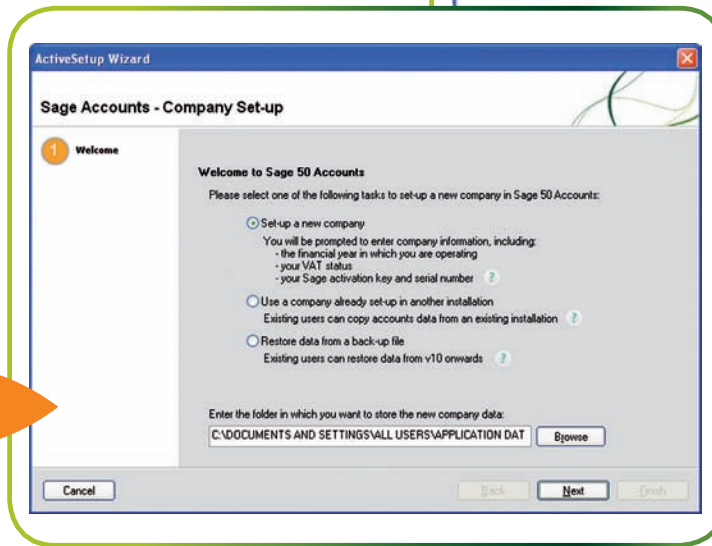 ActiveSetup Wizard
Sage Accounts - Company Set-up
1 Welcome
Welcome to Sage 50 Accounts
Please select one of the following tasks to set-up a new company in Sage 50 Accounts:
Set-up a new company
You will be prompted to enter company information, including:
- the financial year in which you are operating
- your VAT status
- your Sage activation key and serial number ?
Use a company already set-up in another installation
Existing users can copy accounts data from an existing installation ?
Restore data from a back-up file
Existing users can restore data from v10 onwards ?
Enter the folder in which you want to store the new company data:
C:\DOCUMENTS AND SETTINGS\ALL USERS\APPLICATION DAT Browse
Cancel Back Next Finish